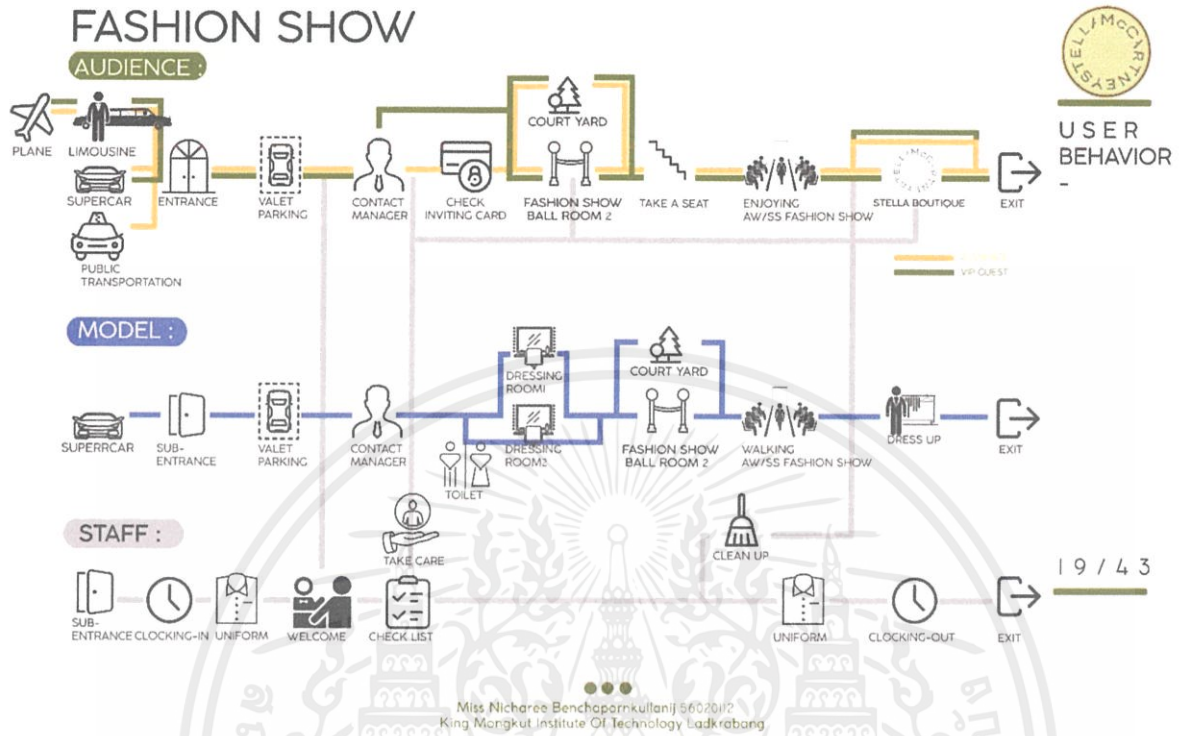 FASHION SHOW
AUDIENCE :
PLANE
LIMOUSINE
SUPERCAR
PUBLIC
TRANSPORTATION
ENTRANCE
VALET
PARKING
CONTACT
MANAGER
CHECK
INVITING CARD
COURT YARD
FASHION SHOW
BALL ROOM 2
TAKE A SEAT
ENJOYING
AW/SS FASHION SHOW
STELLA BOUTIQUE
EXIT
VIP GUEST
STELLA McCARTNEY
USER
BEHAVIOR
-
MODEL :
SUPERRCAR
SUB-
ENTRANCE
VALET
PARKING
CONTACT
MANAGER
TOILET
DRESSING
ROOM1
DRESSING
ROOM2
COURT YARD
FASHION SHOW
BALL ROOM 2
WALKING
AW/SS FASHION SHOW
DRESS UP
EXIT
STAFF :
SUB-
ENTRANCE
CLOCKING-IN
UNIFORM
WELCOME
TAKE CARE
CHECK LIST
CLEAN UP
UNIFORM
CLOCKING-OUT
EXIT
19/43
Miss Nicharee Benchapornkullanij 56020112
King Mongkut Institute Of Technology Ladkrabang